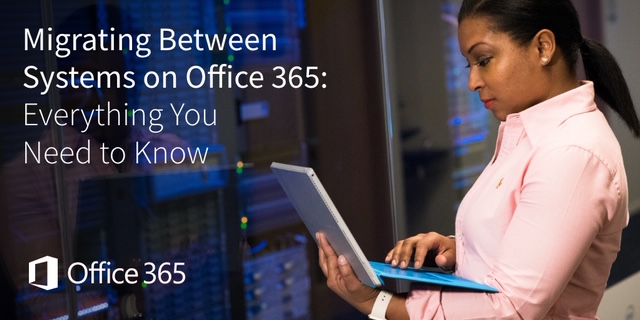 Migrating Between
Systems on Office 365:
Everything You
Need to Know
Office 365